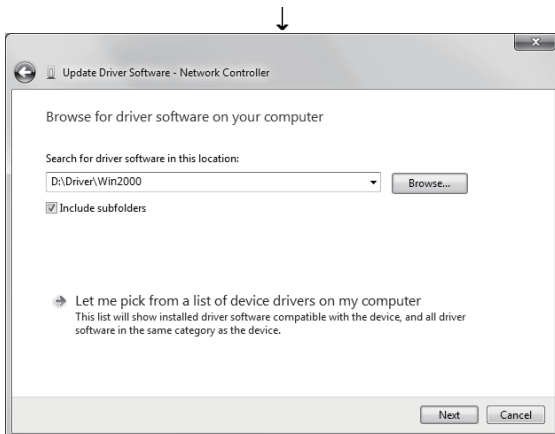 ↓
Update Driver Software - Network Controller
Browse for driver software on your computer
Search for driver software in this location:
D:\Driver\Win2000
Browse...
Include subfolders
Let me pick from a list of device drivers on my computer
This list will show installed driver software compatible with the device, and all driver
software in the same category as the device.
Next Cancel